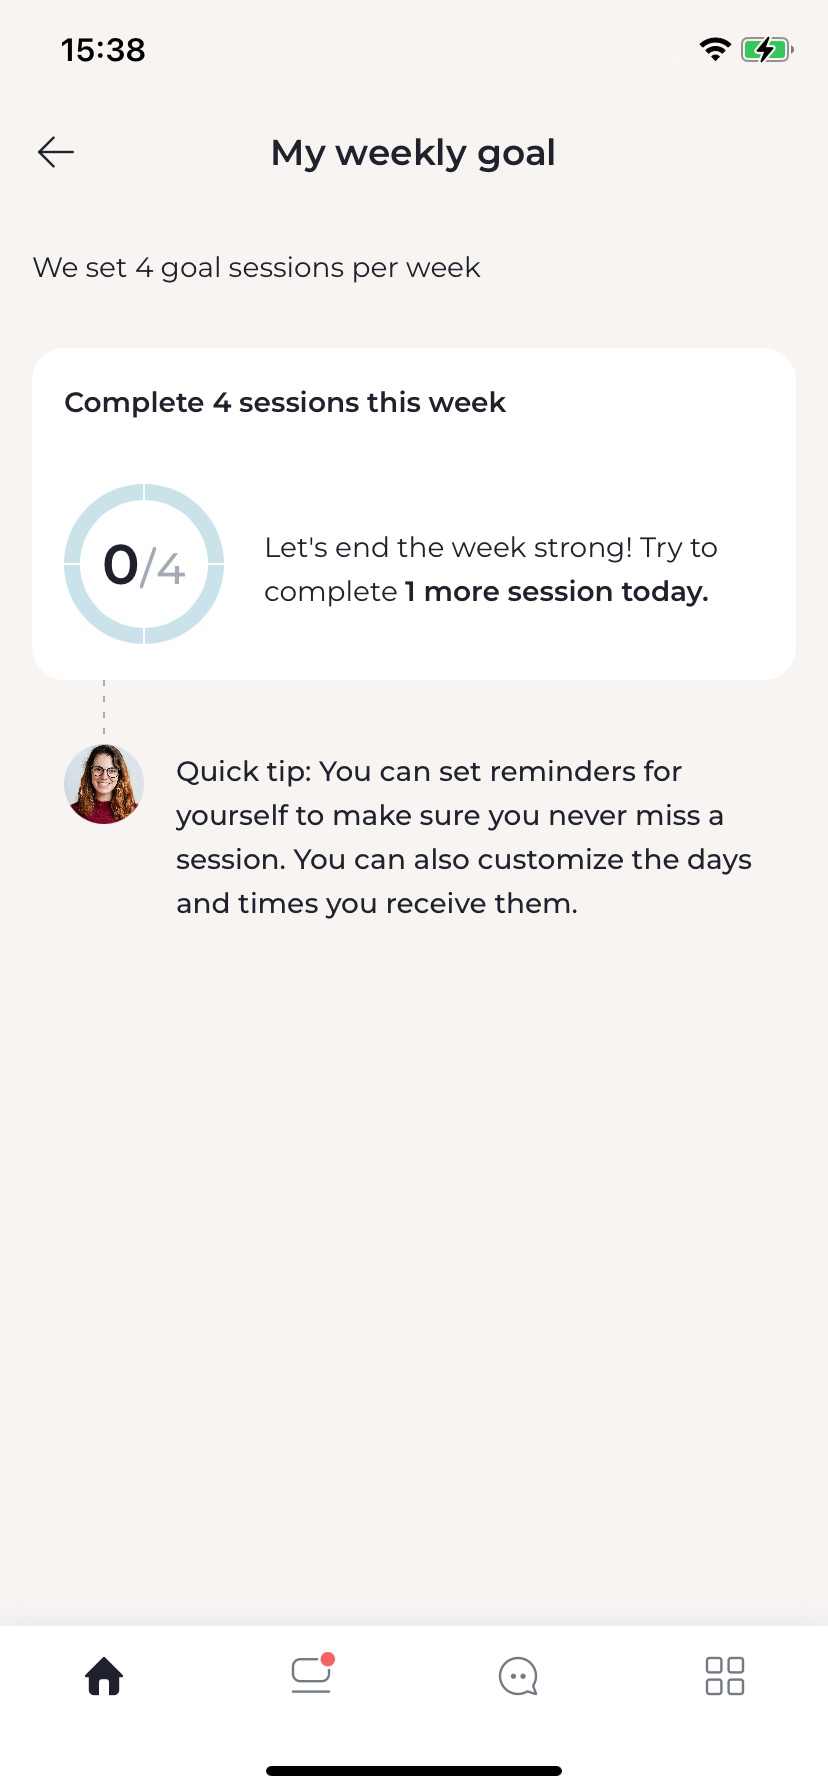 15:38
My weekly goal
We set 4 goal sessions per week
Complete 4 sessions this week
0/4
Let's end the week strong! Try to
complete 1 more session today.
Quick tip: You can set reminders for
yourself to make sure you never miss a
session. You can also customize the days
and times you receive them.